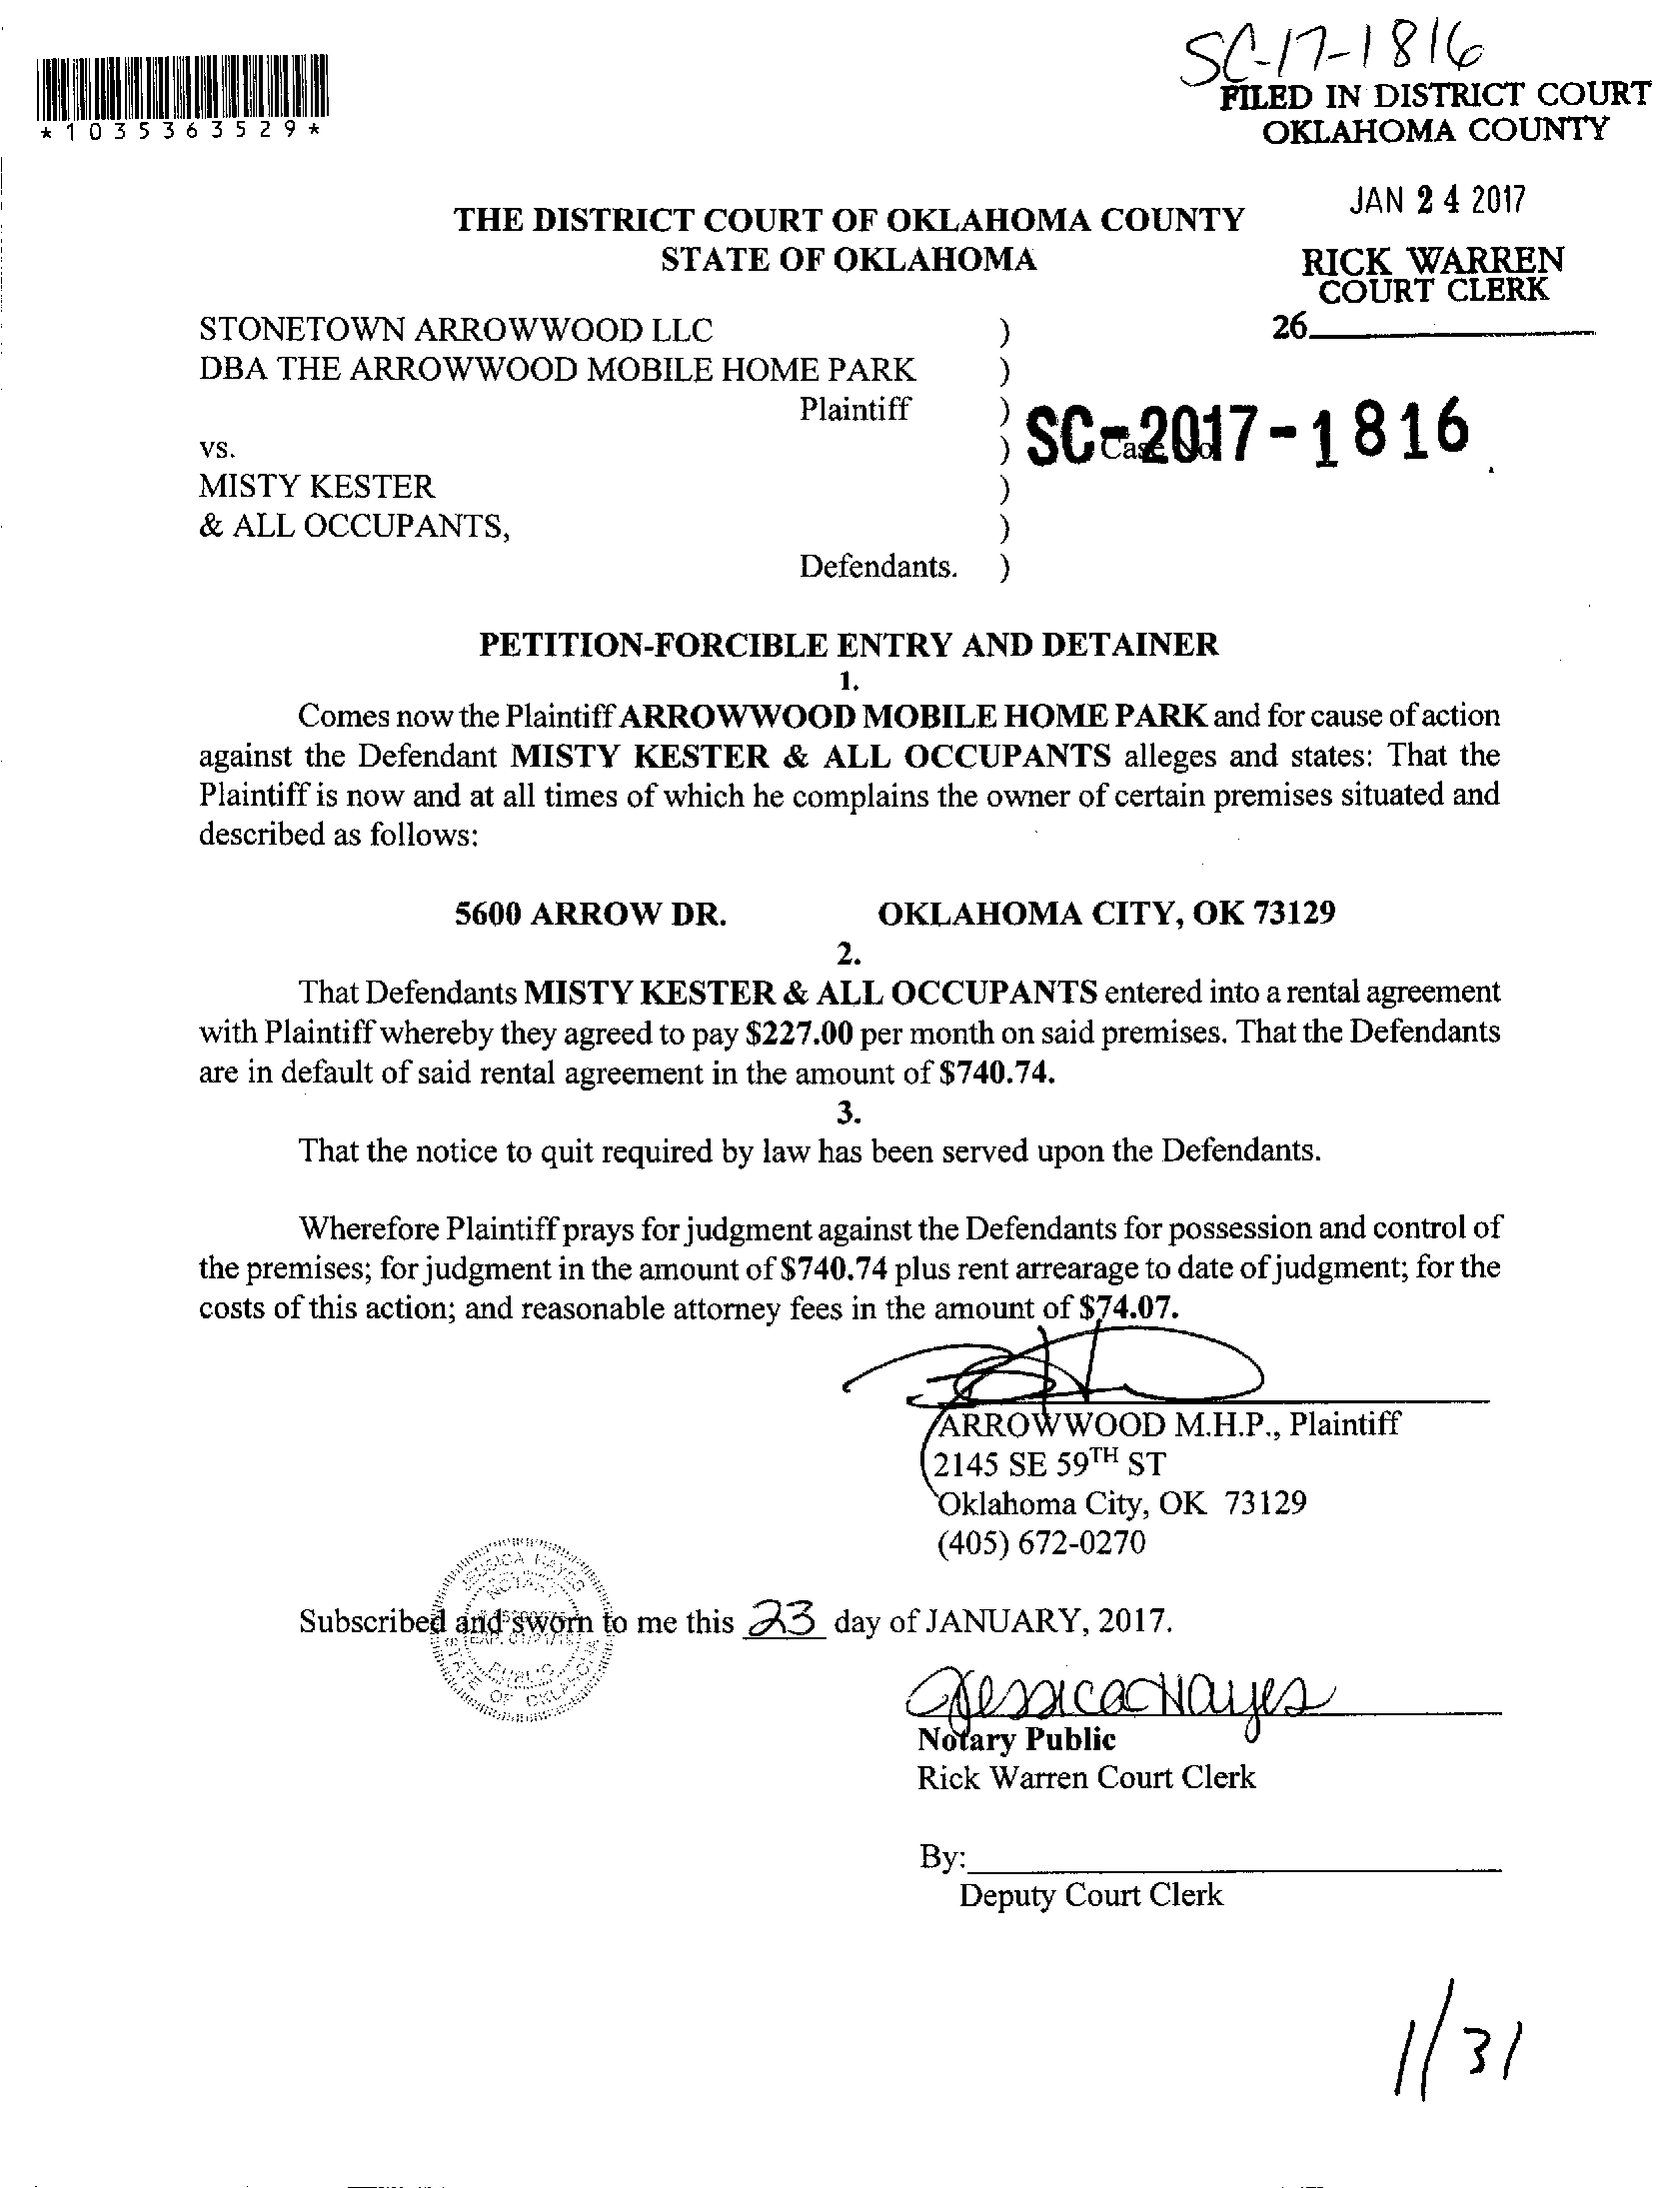 SC-17-1816
*1035363529*
FILED IN DISTRICT COURT
OKLAHOMA COUNTY
JAN 24 2017
RICK WARREN
COURT CLERK
26
THE DISTRICT COURT OF OKLAHOMA COUNTY
STATE OF OKLAHOMA
STONETOWN ARROWWOOD LLC )
DBA THE ARROWWOOD MOBILE HOME PARK )
Plaintiff )
SC-2017-1816
vs. ) Case No.
MISTY KESTER )
& ALL OCCUPANTS, )
Defendants. )
PETITION-FORCIBLE ENTRY AND DETAINER
1.
Comes now the Plaintiff ARROWWOOD MOBILE HOME PARK and for cause of action
against the Defendant MISTY KESTER & ALL OCCUPANTS alleges and states: That the
Plaintiff is now and at all times of which he complains the owner of certain premises situated and
described as follows:
5600 ARROW DR. OKLAHOMA CITY, OK 73129
2.
That Defendants MISTY KESTER & ALL OCCUPANTS entered into a rental agreement
with Plaintiff whereby they agreed to pay $227.00 per month on said premises. That the Defendants
are in default of said rental agreement in the amount of $740.74.
3.
That the notice to quit required by law has been served upon the Defendants.
Wherefore Plaintiff prays for judgment against the Defendants for possession and control of
the premises; for judgment in the amount of $740.74 plus rent arrearage to date of judgment; for the
costs of this action; and reasonable attorney fees in the amount of $74.07.
ARROWWOOD M.H.P., Plaintiff
2145 SE 59TH ST
Oklahoma City, OK 73129
(405) 672-0270
JESSICA HAYES
NOTARY
PUBLIC
STATE OF OKLAHOMA
Subscribed and sworn to me this 23 day of JANUARY, 2017.
Jessica Hayes
Notary Public
Rick Warren Court Clerk
By:
Deputy Court Clerk
1/31